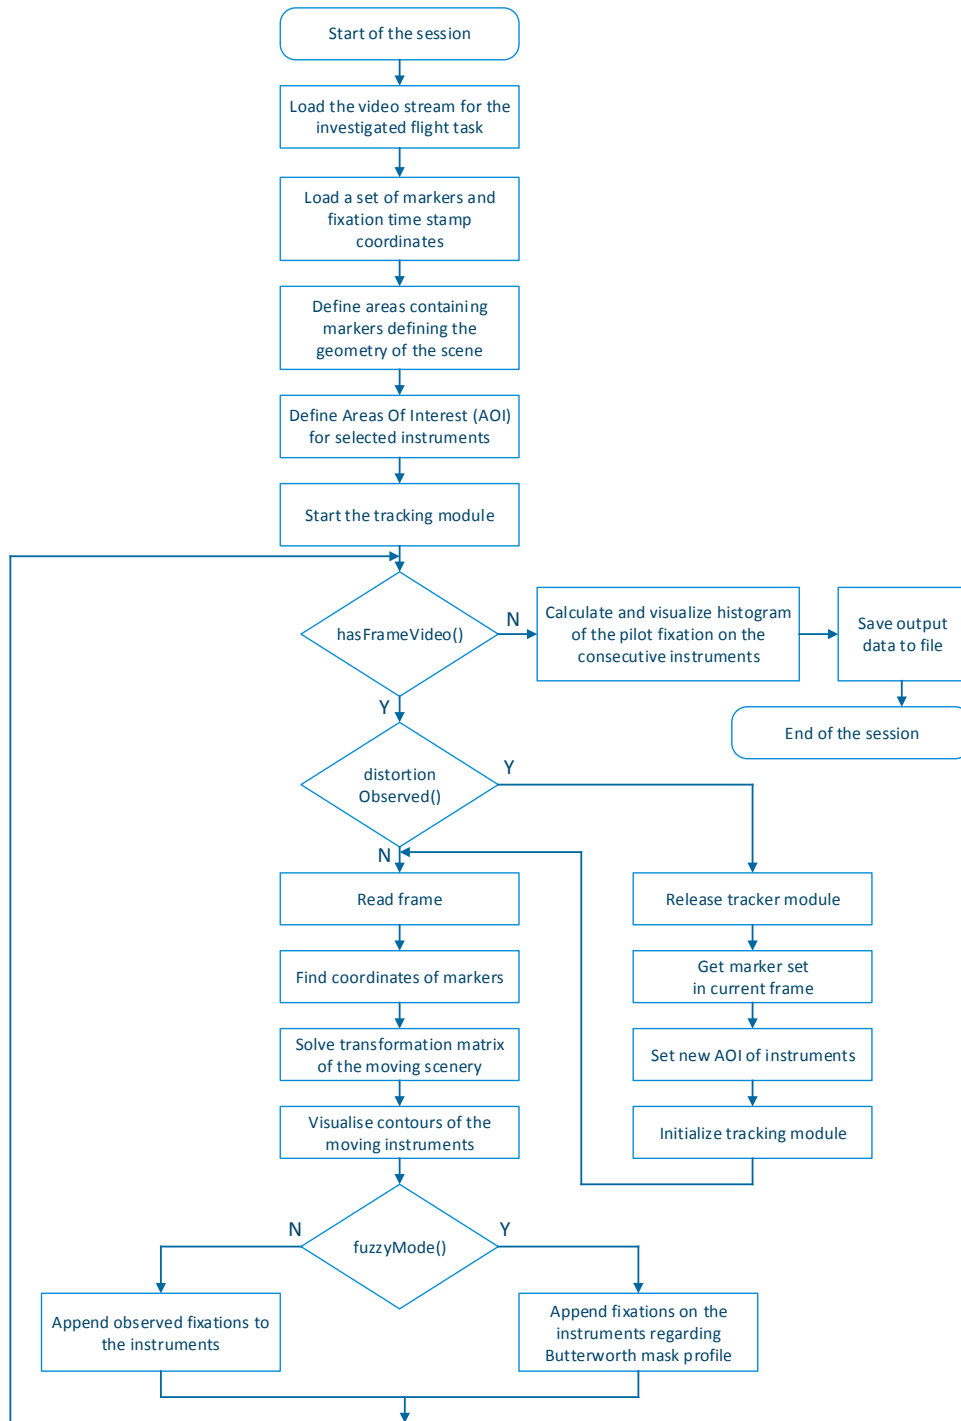 Start of the session
Load the video stream for the
investigated flight task
Load a set of markers and
fixation time stamp
coordinates
Define areas containing
markers defining the
geometry of the scene
Define Areas Of Interest (AOI)
for selected instruments
Start the tracking module
hasFrameVideo()
N
Calculate and visualize histogram
of the pilot fixation on the
consecutive instruments
Save output
data to file
End of the session
Y
distortion
Observed()
Y
N
Read frame
Find coordinates of markers
Solve transformation matrix
of the moving scenery
Visualise contours of the
moving instruments
Release tracker module
Get marker set
in current frame
Set new AOI of instruments
Initialize tracking module
fuzzyMode()
N
Y
Append observed fixations to
the instruments
Append fixations on the
instruments regarding
Butterworth mask profile